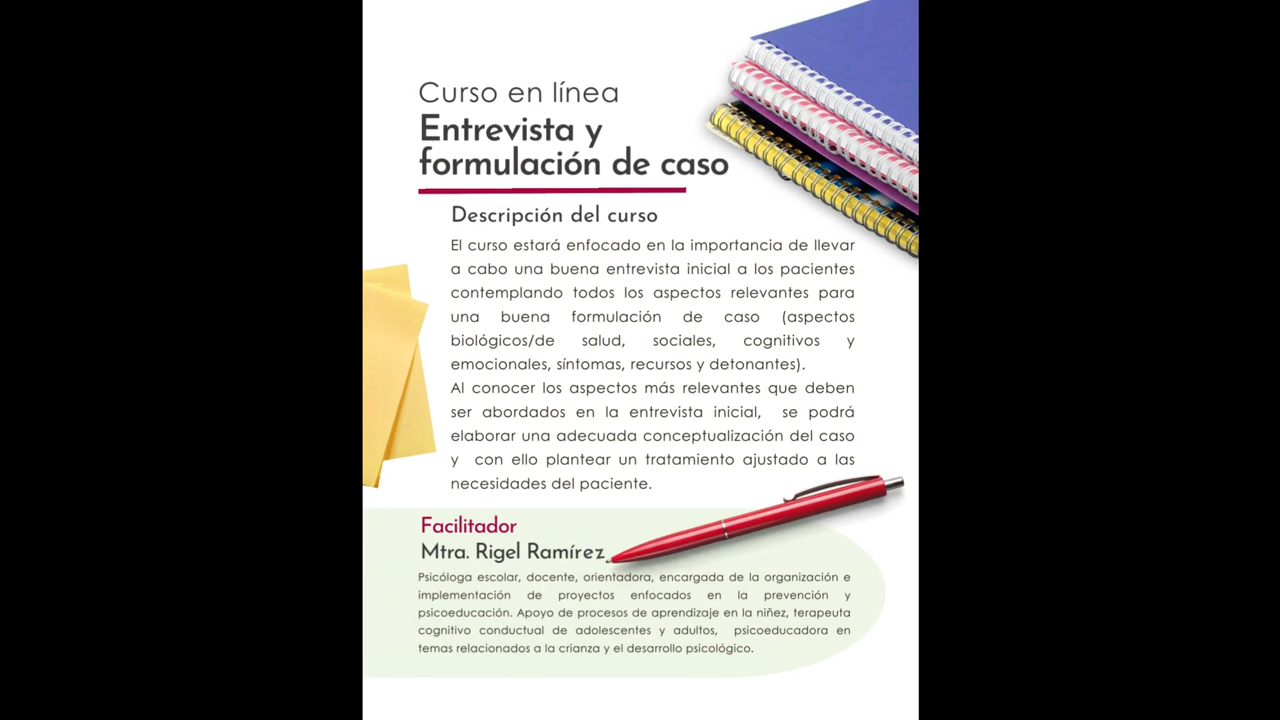 Curso en línea
Entrevista y
formulación de caso
Descripción del curso
El curso estará enfocado en la importancia de llevar
a cabo una buena entrevista inicial a los pacientes
contemplando todos los aspectos relevantes para
una buena formulación de caso (aspectos
biológicos/de salud, sociales, cognitivos y
emocionales, síntomas, recursos y detonantes).
Al conocer los aspectos más relevantes que deben
ser abordados en la entrevista inicial, se podrá
elaborar una adecuada conceptualización del caso
y con ello plantear un tratamiento ajustado a las
necesidades del paciente.
Facilitador
Mtra. Rigel Ramírez
Psicóloga escolar, docente, orientadora, encargada de la organización e
implementación de proyectos enfocados en la prevención y
psicoeducación. Apoyo de procesos de aprendizaje en la niñez, terapeuta
cognitivo conductual de adolescentes y adultos, psicoeducadora en
temas relacionados a la crianza y el desarrollo psicológico.